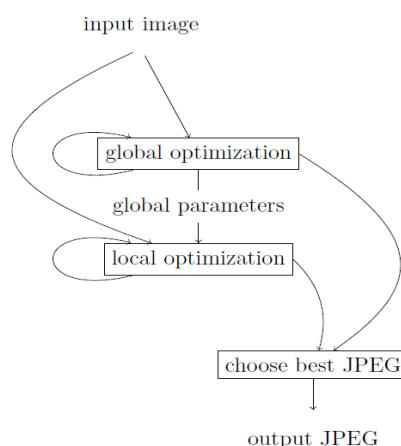 input image
global optimization
global parameters
local optimization
choose best JPEG
output JPEG